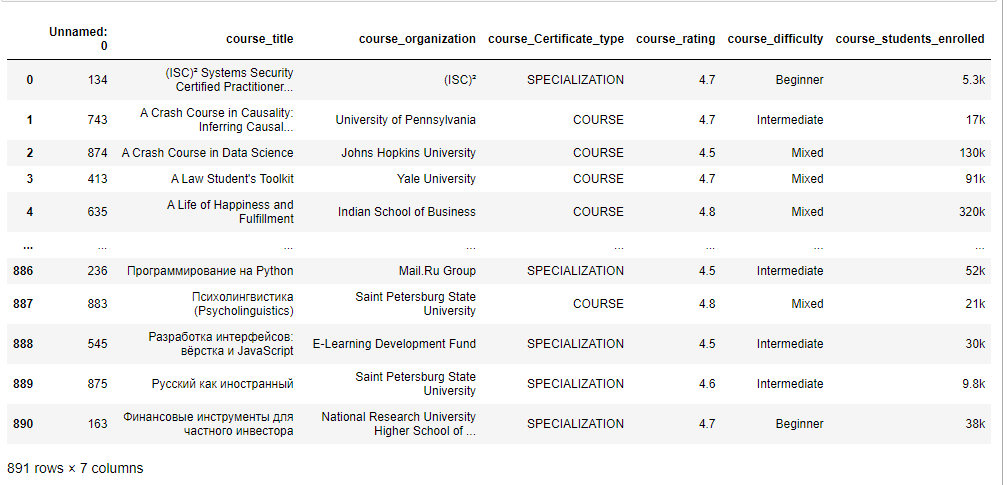 Unnamed: 0 course_title course_organization course_Certificate_type course_rating course_difficulty course_students_enrolled
0 134 (ISC)² Systems Security Certified Practitioner... (ISC)² SPECIALIZATION 4.7 Beginner 5.3k
1 743 A Crash Course in Causality: Inferring Causal... University of Pennsylvania COURSE 4.7 Intermediate 17k
2 874 A Crash Course in Data Science Johns Hopkins University COURSE 4.5 Mixed 130k
3 413 A Law Student's Toolkit Yale University COURSE 4.7 Mixed 91k
4 635 A Life of Happiness and Fulfillment Indian School of Business COURSE 4.8 Mixed 320k
... ... ... ... ... ... ... ...
886 236 Программирование на Python Mail.Ru Group SPECIALIZATION 4.5 Intermediate 52k
887 883 Психолингвистика (Psycholinguistics) Saint Petersburg State University COURSE 4.8 Mixed 21k
888 545 Разработка интерфейсов: вёрстка и JavaScript E-Learning Development Fund SPECIALIZATION 4.5 Intermediate 30k
889 875 Русский как иностранный Saint Petersburg State University SPECIALIZATION 4.6 Intermediate 9.8k
890 163 Финансовые инструменты для частного инвестора National Research University Higher School of ... SPECIALIZATION 4.7 Beginner 38k
891 rows × 7 columns